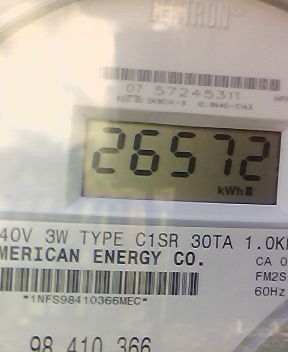 CENTRON®
07 57245311
26572
kWh
40V 3W TYPE C1SR 30TA 1.0K
MERICAN ENERGY CO.
CA 0
FM2S
60Hz
*1NFS98410366MEC*
98 410 366